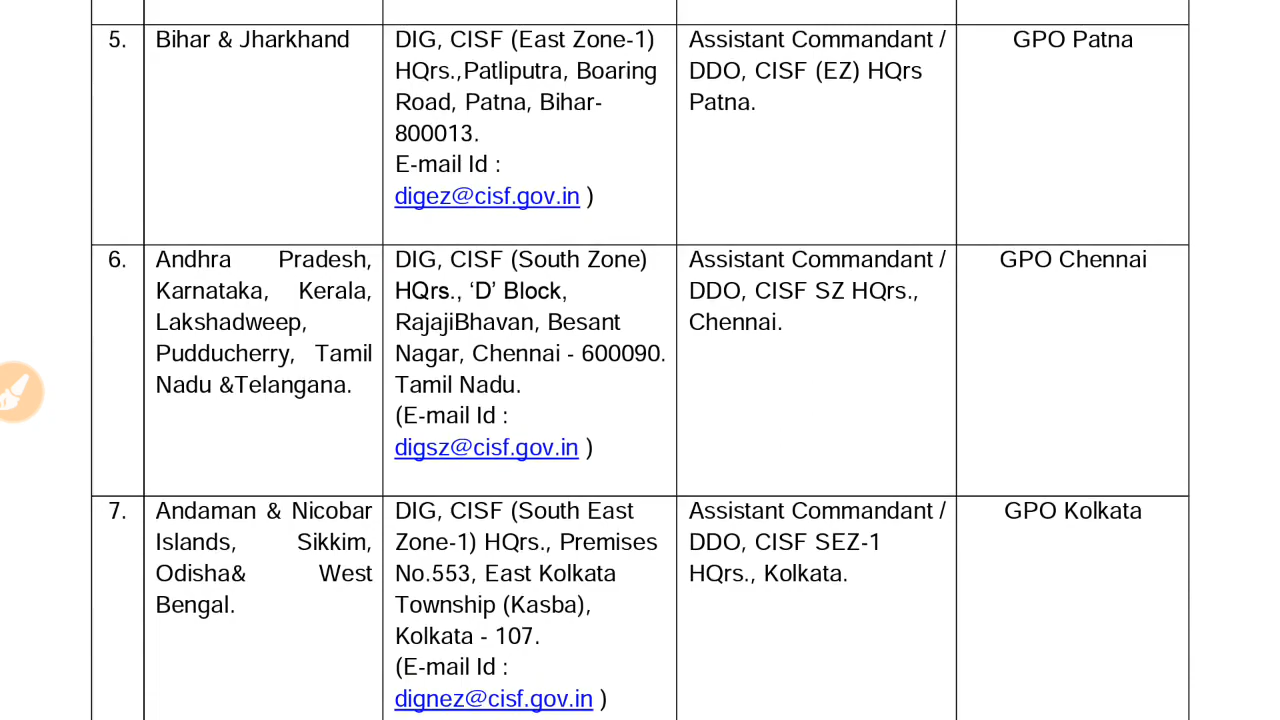 5.
Bihar & Jharkhand
DIG, CISF (East Zone-1)
HQrs.,Patliputra, Boaring
Road, Patna, Bihar-
800013.
E-mail Id :
digez@cisf.gov.in )
Assistant Commandant /
DDO, CISF (EZ) HQrs
Patna.
GPO Patna
6.
Andhra Pradesh,
Karnataka, Kerala,
Lakshadweep,
Pudducherry, Tamil
Nadu &Telangana.
DIG, CISF (South Zone)
HQrs., ‘D’ Block,
RajajiBhavan, Besant
Nagar, Chennai - 600090.
Tamil Nadu.
(E-mail Id :
digsz@cisf.gov.in )
Assistant Commandant /
DDO, CISF SZ HQrs.,
Chennai.
GPO Chennai
7.
Andaman & Nicobar
Islands, Sikkim,
Odisha& West
Bengal.
DIG, CISF (South East
Zone-1) HQrs., Premises
No.553, East Kolkata
Township (Kasba),
Kolkata - 107.
(E-mail Id :
dignez@cisf.gov.in )
Assistant Commandant /
DDO, CISF SEZ-1
HQrs., Kolkata.
GPO Kolkata